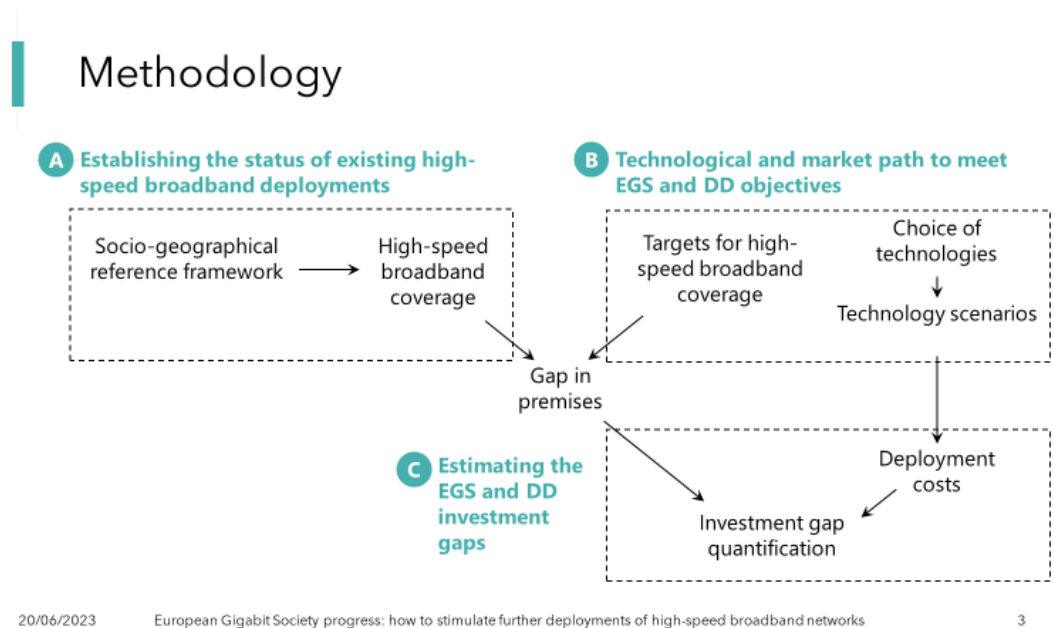 Methodology
A
Establishing the status of existing high-
speed broadband deployments
Socio-geographical
reference framework
High-speed
broadband
coverage
B
Technological and market path to meet
EGS and DD objectives
Targets for high-
speed broadband
coverage
Choice of
technologies
Technology scenarios
Gap in
premises
C
Estimating the
EGS and DD
investment
gaps
Deployment
costs
Investment gap
quantification
20/06/2023
European Gigabit Society progress: how to stimulate further deployments of high-speed broadband networks
3